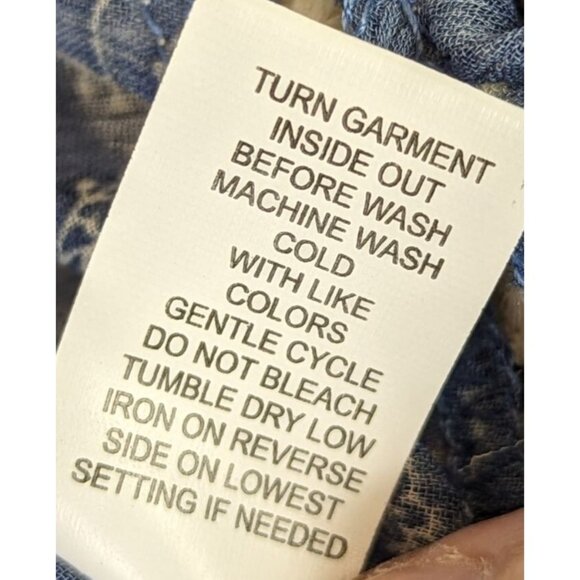 TURN GARMENT
INSIDE OUT
BEFORE WASH
MACHINE WASH
COLD
WITH LIKE
COLORS
GENTLE CYCLE
DO NOT BLEACH
TUMBLE DRY LOW
IRON ON REVERSE
SIDE ON LOWEST
SETTING IF NEEDED